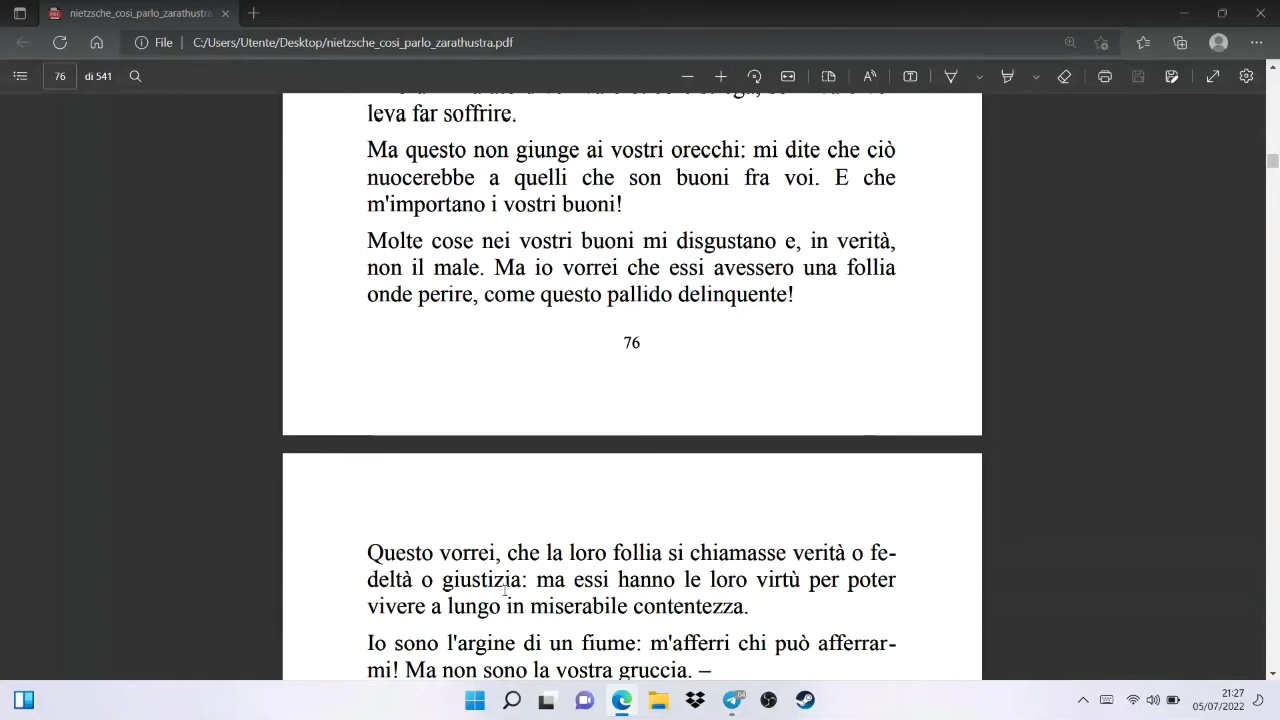 nietzsche_cosi_parlo_zarathustra
File
C:/Users/Utente/Desktop/nietzsche_cosi_parlo_zarathustra.pdf
76 di 541
leva far soffrire.
Ma questo non giunge ai vostri orecchi: mi dite che ciò
nuocerebbe a quelli che son buoni fra voi. E che
m'importano i vostri buoni!
Molte cose nei vostri buoni mi disgustano e, in verità,
non il male. Ma io vorrei che essi avessero una follia
onde perire, come questo pallido delinquente!
76
Questo vorrei, che la loro follia si chiamasse verità o fe-
deltà o giustizia: ma essi hanno le loro virtù per poter
vivere a lungo in miserabile contentezza.
Io sono l'argine di un fiume: m'afferri chi può afferrar-
mi! Ma non sono la vostra gruccia. –
21:27
05/07/2022